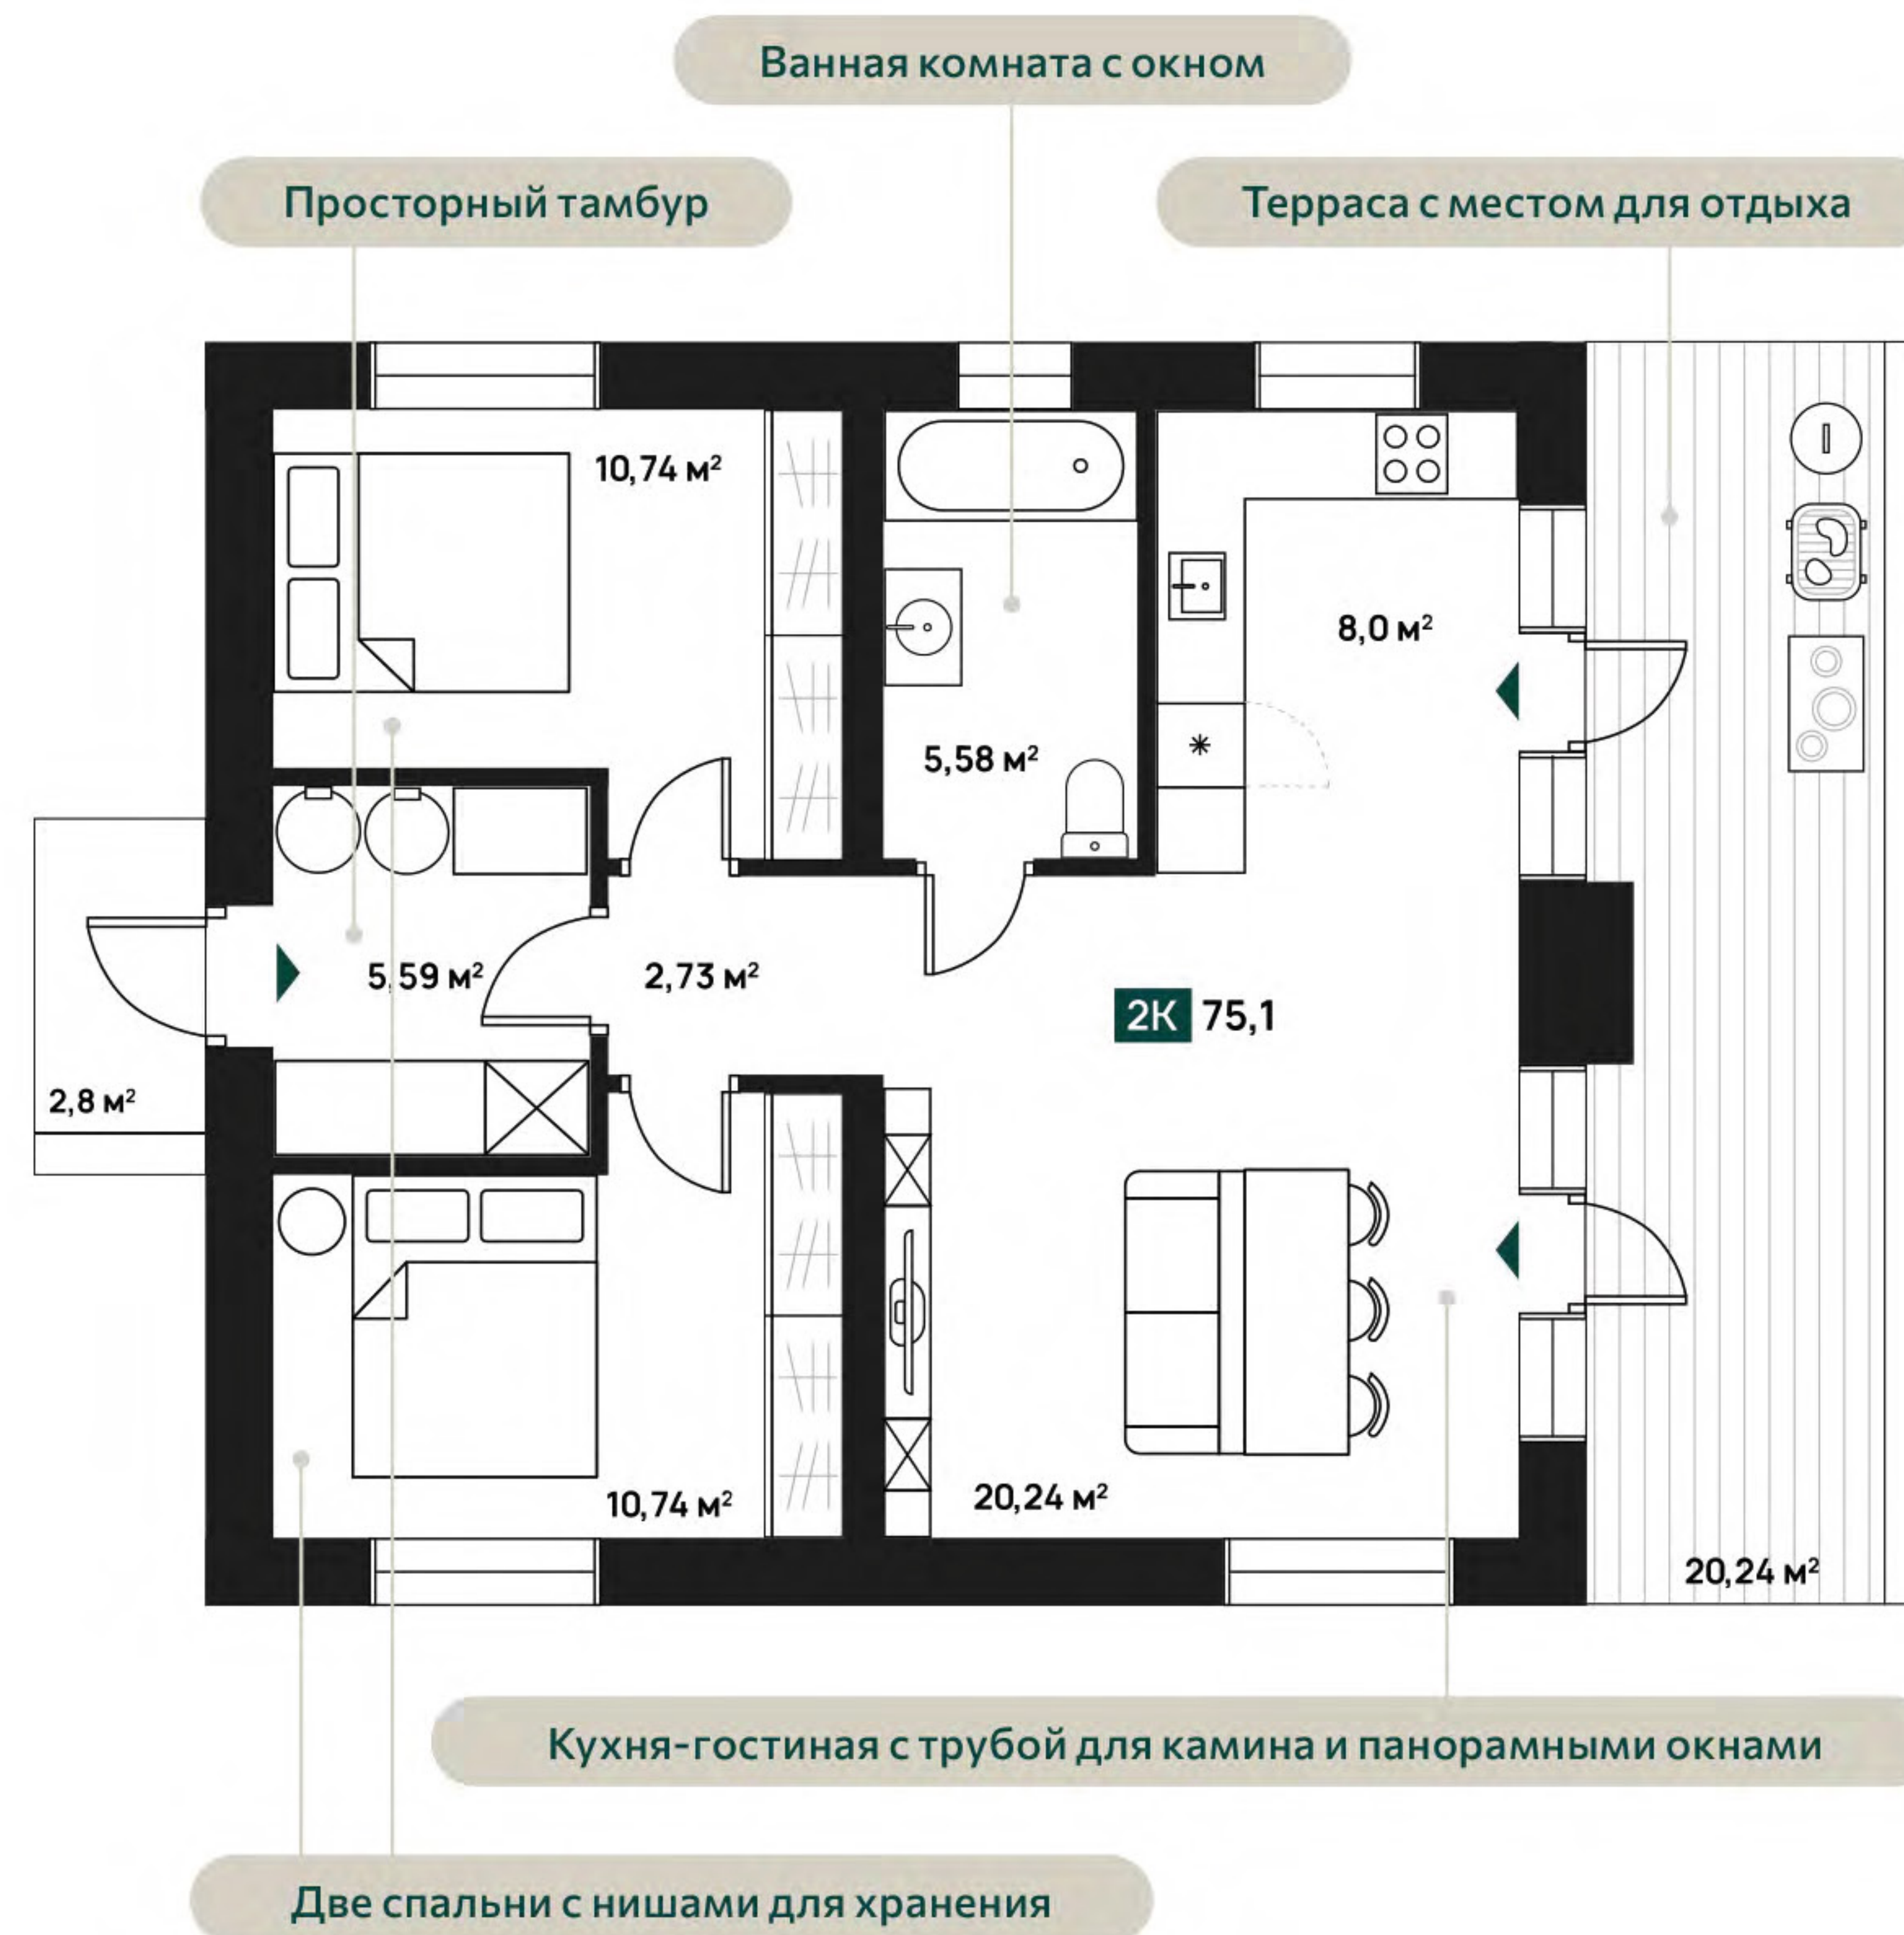 Ванная комната с окном
Просторный тамбур
Терраса с местом для отдыха
10,74 м²
8,0 м²
5,58 м²
5,59 м²
2,73 м²
2К 75,1
2,8 м²
20,24 м²
10,74 м²
20,24 м²
Кухня-гостиная с трубой для камина и панорамными окнами
Две спальни с нишами для хранения